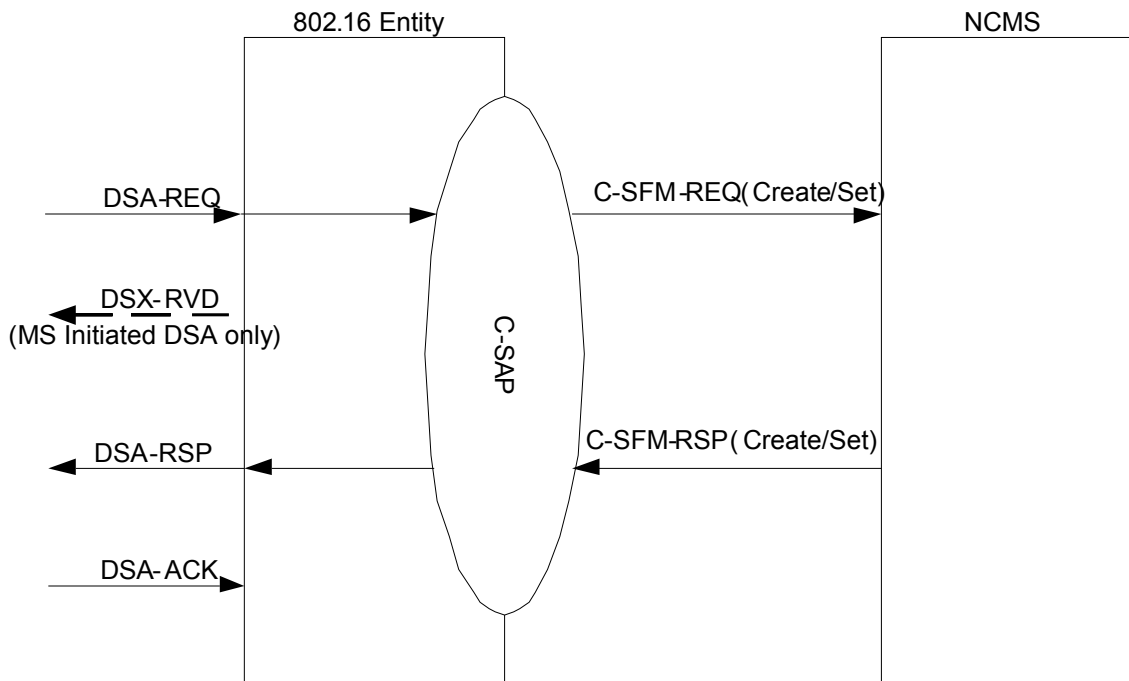 802.16 Entity
NCMS
DSA-REQ
C-SFM-REQ(Create/Set)
DSX-RVD
(MS Initiated DSA only)
C-SAP
DSA-RSP
C-SFM-RSP(Create/Set)
DSA-ACK